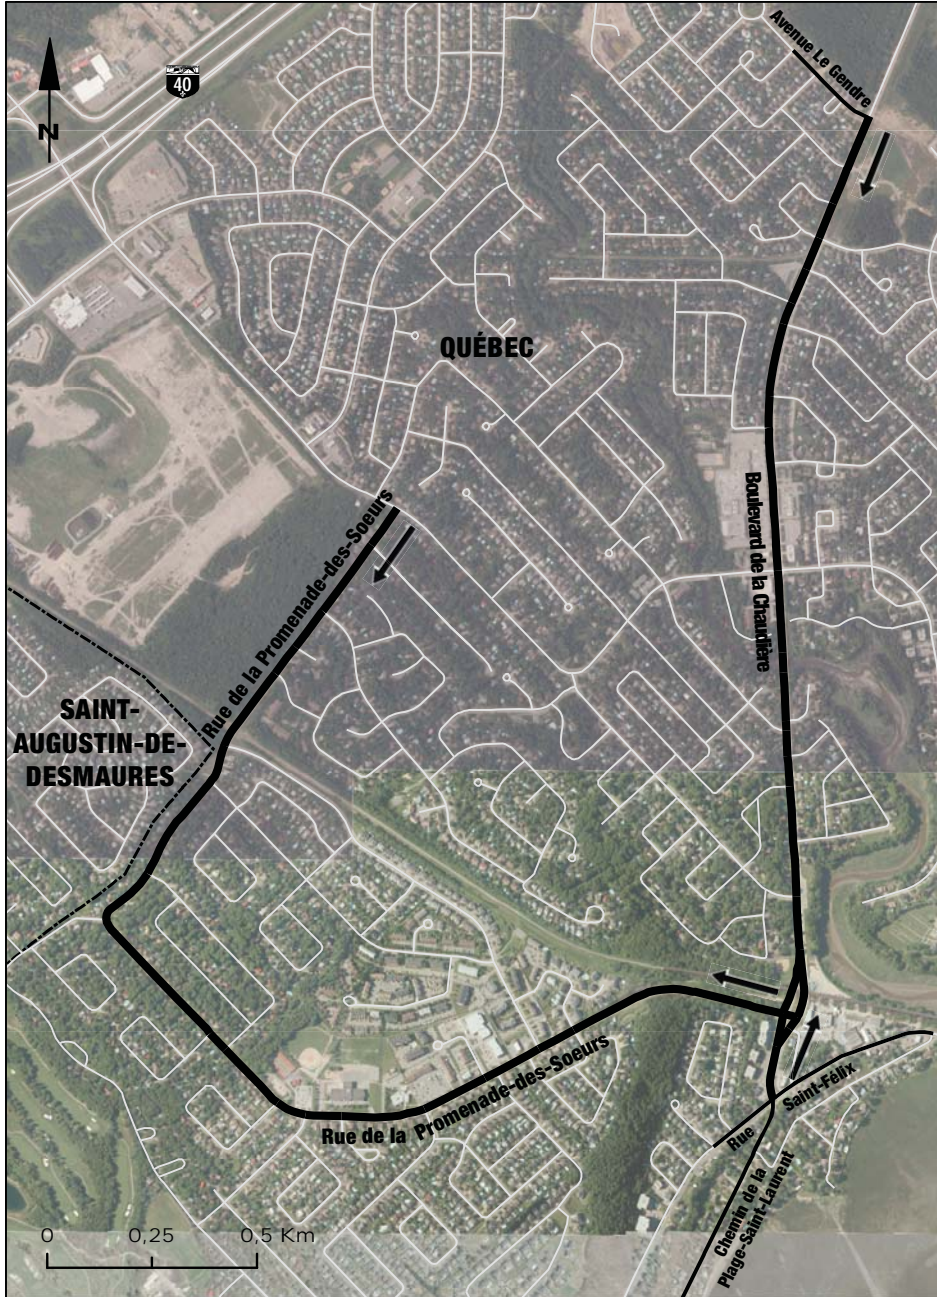 Avenue Le Gendre
40
N
QUÉBEC
Boulevard de la Chaudière
Rue de la Promenade-des-Soeurs
SAINT-
AUGUSTIN-DE-
DESMAURES
Rue de la Promenade-des-Soeurs
Rue Saint-Félix
Chemin de la
Plage-Saint-Laurent
0 0,25 0,5 Km